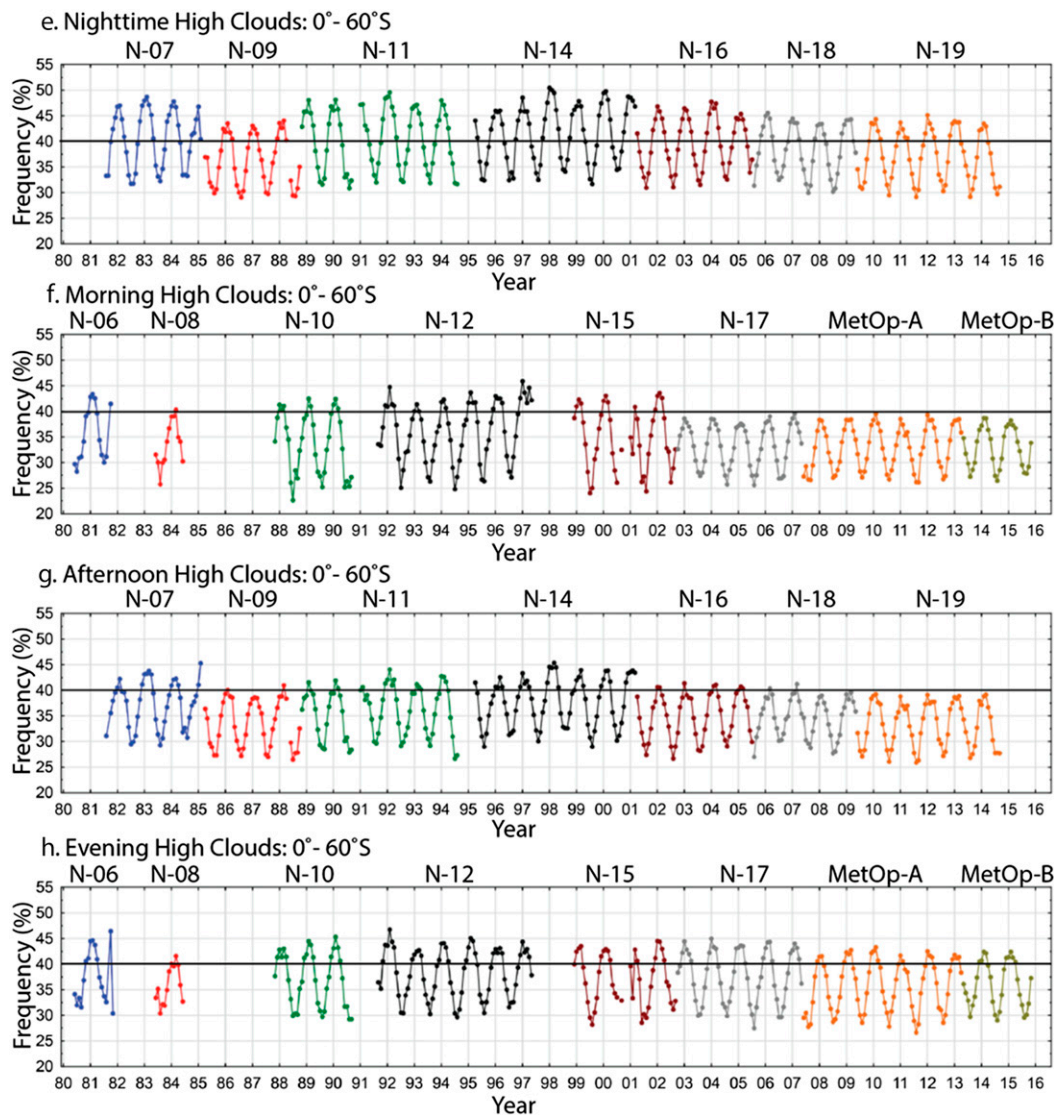 e. Nighttime High Clouds: 0˚- 60˚S
N-07 N-09 N-11 N-14 N-16 N-18 N-19
Frequency (%)
55
50
45
40
35
30
25
20
80 81 82 83 84 85 86 87 88 89 90 91 92 93 94 95 96 97 98 99 00 01 02 03 04 05 06 07 08 09 10 11 12 13 14 15 16
Year
f. Morning High Clouds: 0˚- 60˚S
N-06 N-08 N-10 N-12 N-15 N-17 MetOp-A MetOp-B
Frequency (%)
55
50
45
40
35
30
25
20
80 81 82 83 84 85 86 87 88 89 90 91 92 93 94 95 96 97 98 99 00 01 02 03 04 05 06 07 08 09 10 11 12 13 14 15 16
Year
g. Afternoon High Clouds: 0˚- 60˚S
N-07 N-09 N-11 N-14 N-16 N-18 N-19
Frequency (%)
55
50
45
40
35
30
25
20
80 81 82 83 84 85 86 87 88 89 90 91 92 93 94 95 96 97 98 99 00 01 02 03 04 05 06 07 08 09 10 11 12 13 14 15 16
Year
h. Evening High Clouds: 0˚- 60˚S
N-06 N-08 N-10 N-12 N-15 N-17 MetOp-A MetOp-B
Frequency (%)
55
50
45
40
35
30
25
20
80 81 82 83 84 85 86 87 88 89 90 91 92 93 94 95 96 97 98 99 00 01 02 03 04 05 06 07 08 09 10 11 12 13 14 15 16
Year